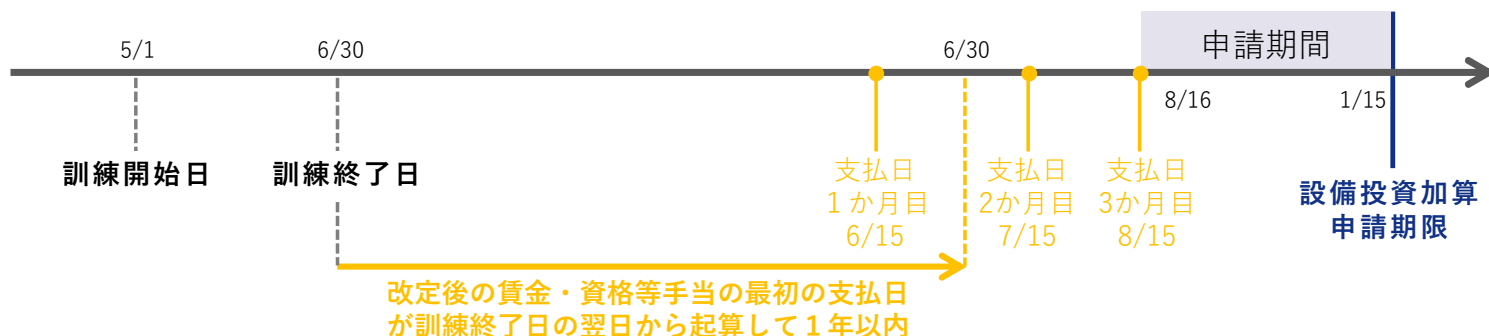 申請期間
5/1
6/30
6/30
8/16
1/15
訓練開始日
訓練終了日
支払日
１か月目
6/15
支払日
2か月目
7/15
支払日
3か月目
8/15
設備投資加算
申請期限
改定後の賃金・資格等手当の最初の支払日
が訓練終了日の翌日から起算して１年以内